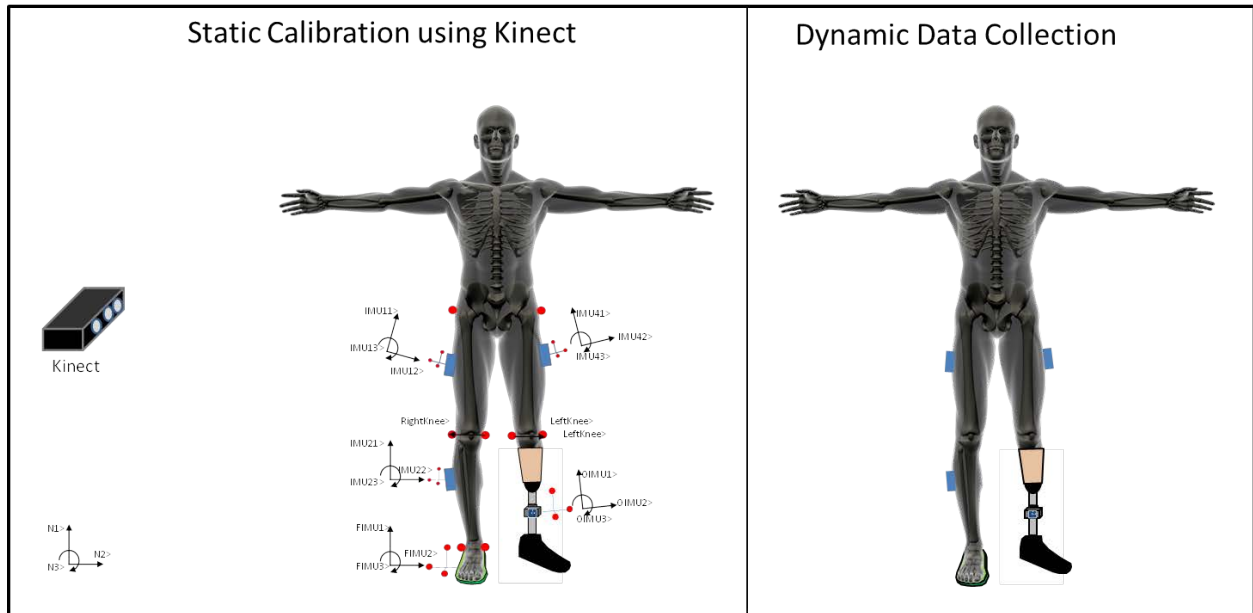 Static Calibration using Kinect
Dynamic Data Collection
Kinect
IMU11>
IMU13>
IMU12>
IMU41>
IMU42>
IMU43>
RightKnee>
LeftKnee>
LeftKnee>
IMU21>
IMU22>
IMU23>
OIMU1>
OIMU2>
OIMU3>
FIMU1>
FIMU2>
FIMU3>
N1>
N2>
N3>